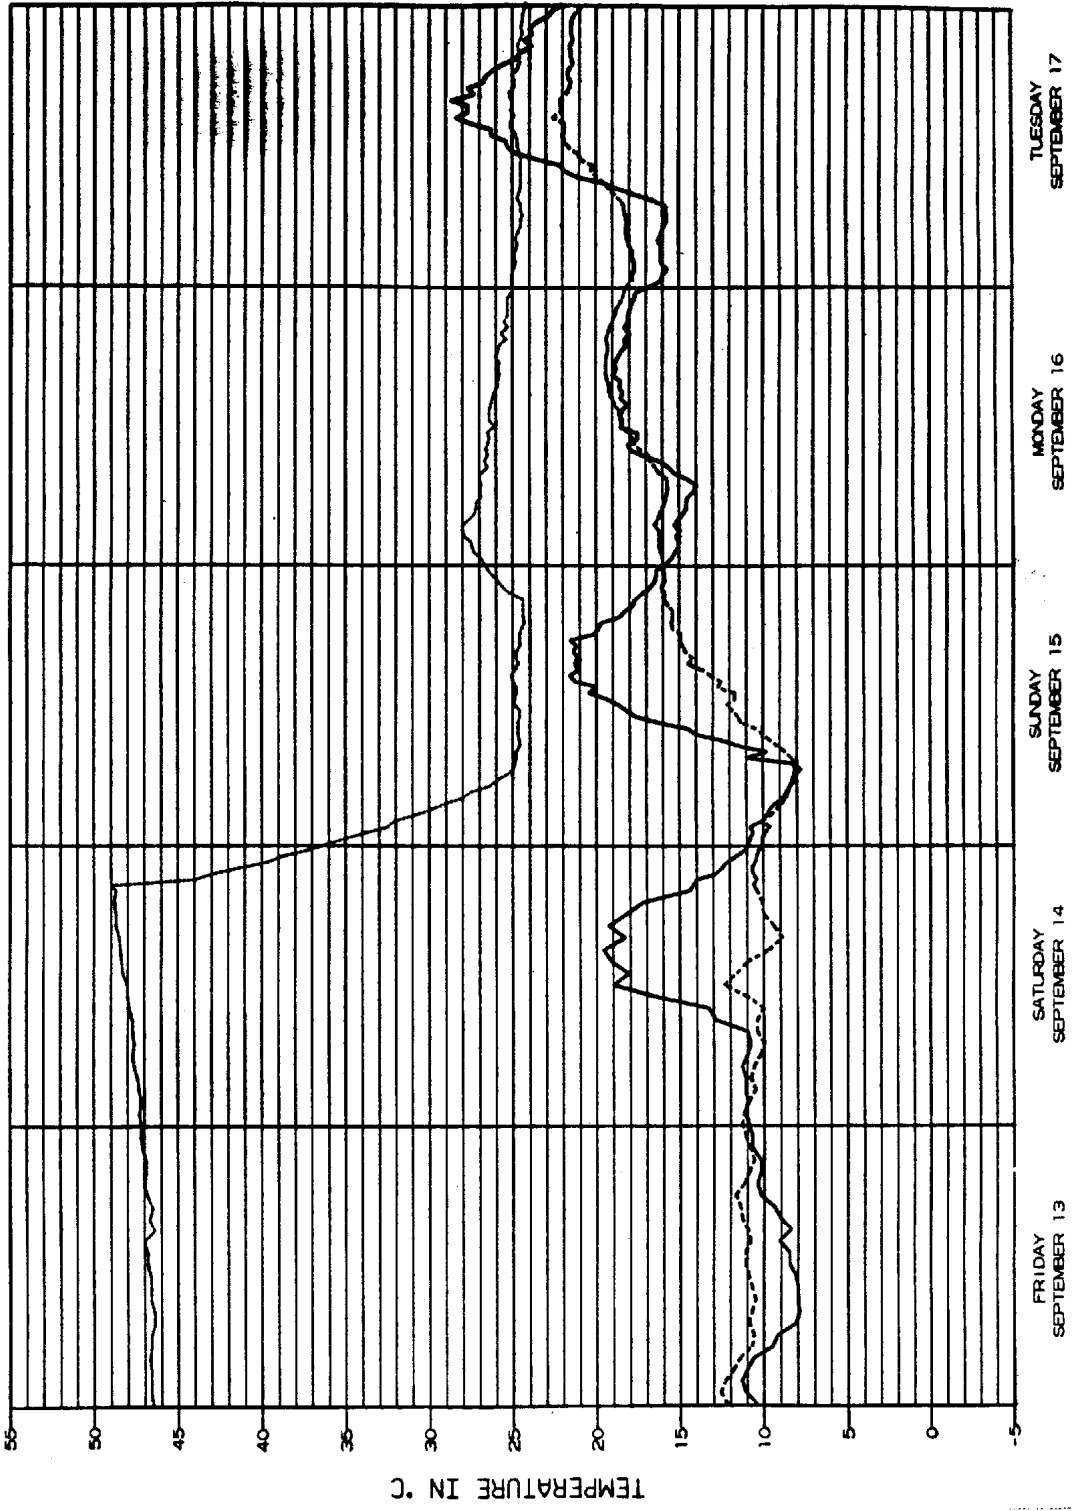 TEMPERATURE IN °C
55
50
45
40
35
30
25
20
15
10
5
0
-5
FRIDAY
SEPTEMBER 13
SATURDAY
SEPTEMBER 14
SUNDAY
SEPTEMBER 15
MONDAY
SEPTEMBER 16
TUESDAY
SEPTEMBER 17